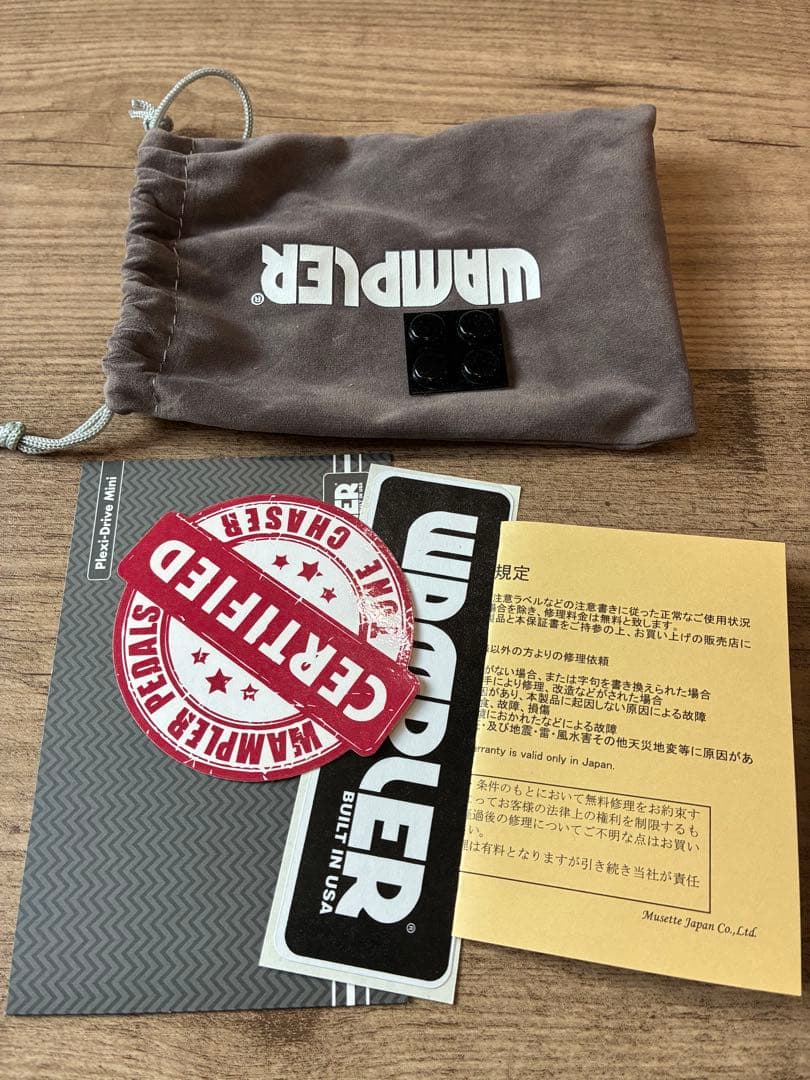 WAMPLER
®
Plexi-Drive Mini
WAMPLER PEDALS
CERTIFIED
TONE CHASER
WAMPLER
®
BUILT IN USA
規定
注意ラベルなどの注意書きに従った正常なご使用状況
場合を除き、修理料金は無料と致します。
製品と本保証書をご持参の上、お買い上げの販売店に
以外の方よりの修理依頼
がない場合、または字句を書き換えられた場合
手により修理、改造などがされた場合
因があり、本製品に起因しない原因による故障
食、故障、損傷
境におかれたなどによる故障
及び地震・雷・風水害その他天災地変等に原因があ
rranty is valid only in Japan.
条件のもとにおいて無料修理をお約束す
よってお客様の法律上の権利を制限するも
経過後の修理についてご不明な点はお買い
い。
理は有料となりますが引き続き当社が責任
Musette Japan Co.,Ltd.